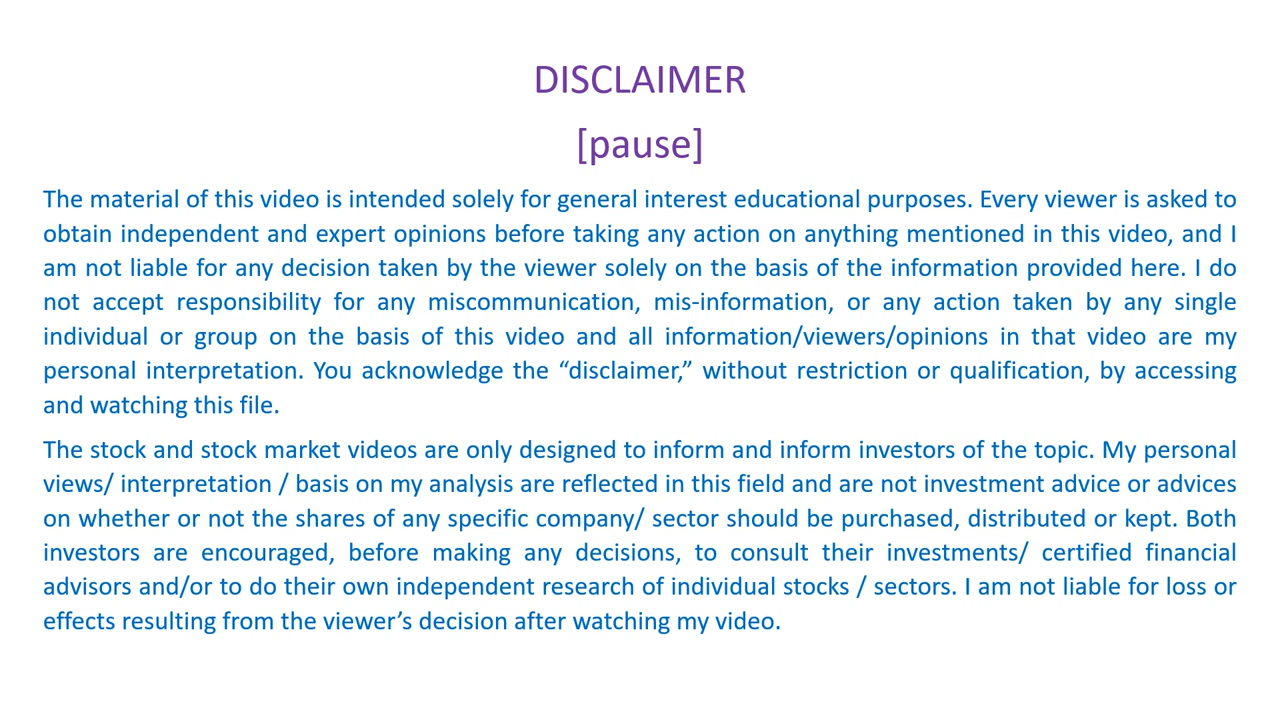 DISCLAIMER
[pause]
The material of this video is intended solely for general interest educational purposes. Every viewer is asked to
obtain independent and expert opinions before taking any action on anything mentioned in this video, and I
am not liable for any decision taken by the viewer solely on the basis of the information provided here. I do
not accept responsibility for any miscommunication, mis-information, or any action taken by any single
individual or group on the basis of this video and all information/viewers/opinions in that video are my
personal interpretation. You acknowledge the “disclaimer,” without restriction or qualification, by accessing
and watching this file.
The stock and stock market videos are only designed to inform and inform investors of the topic. My personal
views/ interpretation / basis on my analysis are reflected in this field and are not investment advice or advices
on whether or not the shares of any specific company/ sector should be purchased, distributed or kept. Both
investors are encouraged, before making any decisions, to consult their investments/ certified financial
advisors and/or to do their own independent research of individual stocks / sectors. I am not liable for loss or
effects resulting from the viewer’s decision after watching my video.